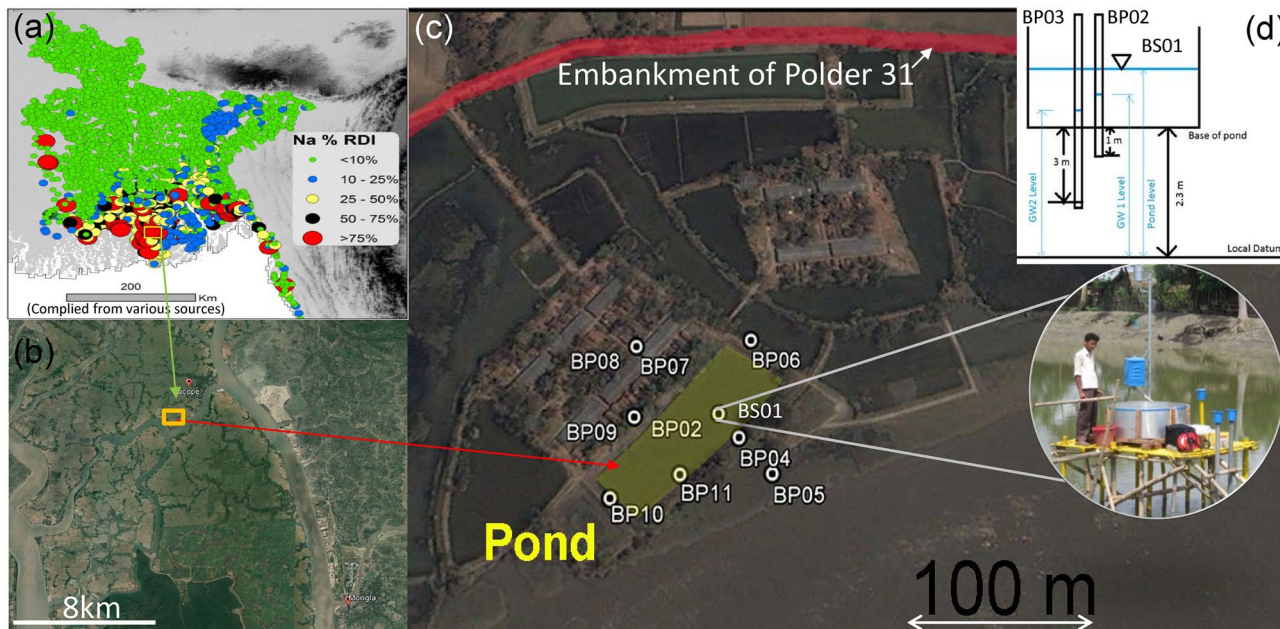 (a)
Na % RDI
<10%
10 - 25%
25 - 50%
50 - 75%
>75%
200
Km
(Complied from various sources)
(b)
Mongla
8km
(c)
Embankment of Polder 31
BP08
BP07
BP06
BP09
BP02
BS01
BP04
BP11
BP05
BP10
Pond
100 m
(d)
BP03
BP02
BS01
Base of pond
1 m
3 m
2.3 m
GW2 Level
GW 1 Level
Pond level
Local Datum